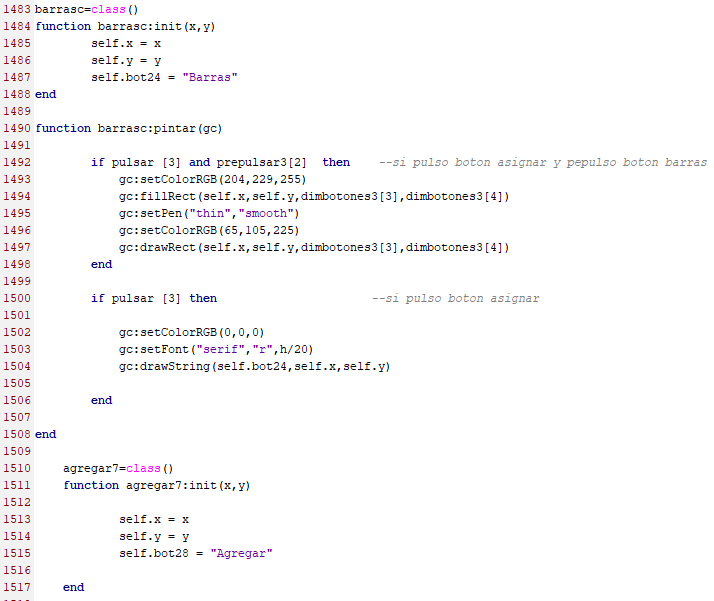 1483 barrasc=class()
1484 function barrasc:init(x,y)
1485 self.x = x
1486 self.y = y
1487 self.bot24 = "Barras"
1488 end
1489
1490 function barrasc:pintar(gc)
1491
1492 if pulsar [3] and prepulsar3[2]  then    --si pulso boton asignar y pepulso boton barras
1493 gc:setColorRGB(204,229,255)
1494 gc:fillRect(self.x,self.y,dimbotones3[3],dimbotones3[4])
1495 gc:setPen("thin","smooth")
1496 gc:setColorRGB(65,105,225)
1497 gc:drawRect(self.x,self.y,dimbotones3[3],dimbotones3[4])
1498 end
1499
1500 if pulsar [3] then    --si pulso boton asignar
1501
1502 gc:setColorRGB(0,0,0)
1503 gc:setFont("serif","r",h/20)
1504 gc:drawString(self.bot24,self.x,self.y)
1505
1506 end
1507
1508 end
1509
1510 agregar7=class()
1511 function agregar7:init(x,y)
1512
1513 self.x = x
1514 self.y = y
1515 self.bot28 = "Agregar"
1516
1517 end